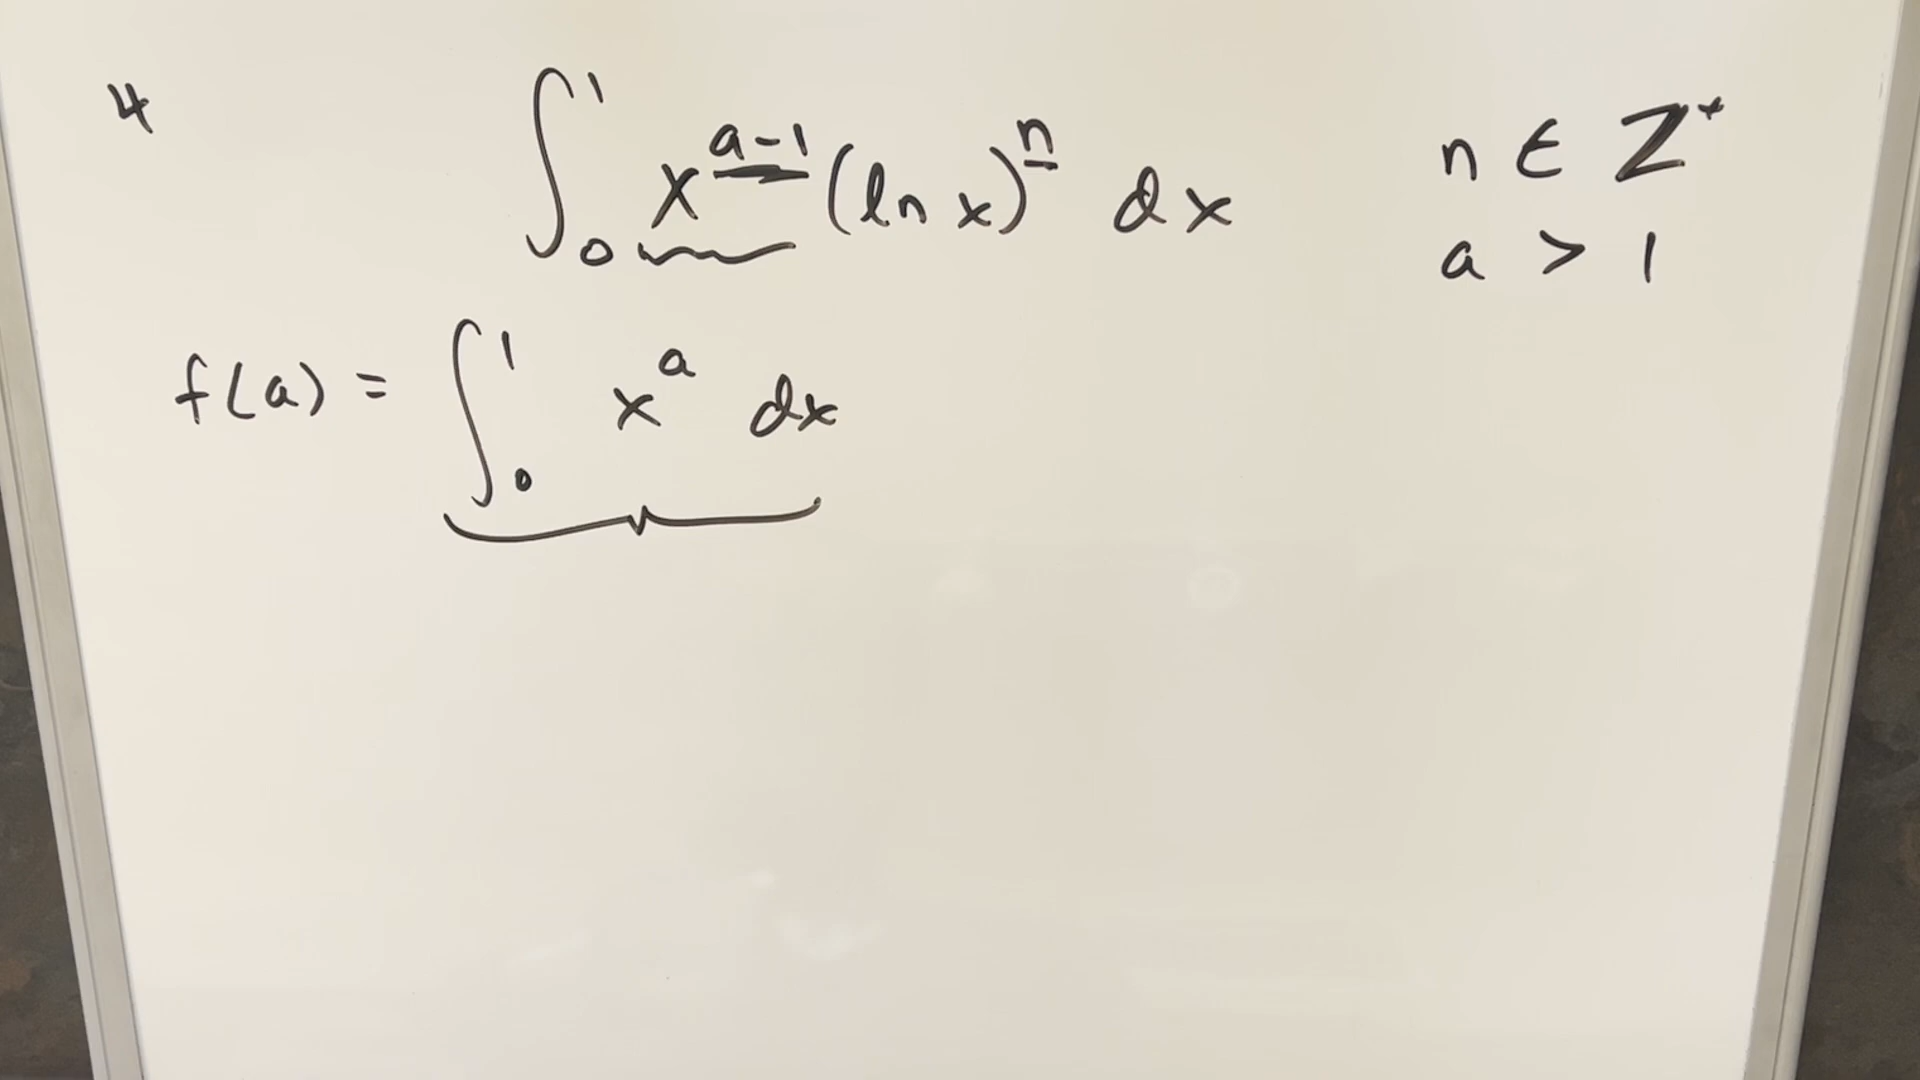 4 ∫₀¹ x^(a-1) (ln x)^n dx n ∈ Z⁺
a > 1
f(a) = ∫₀¹ x^a dx